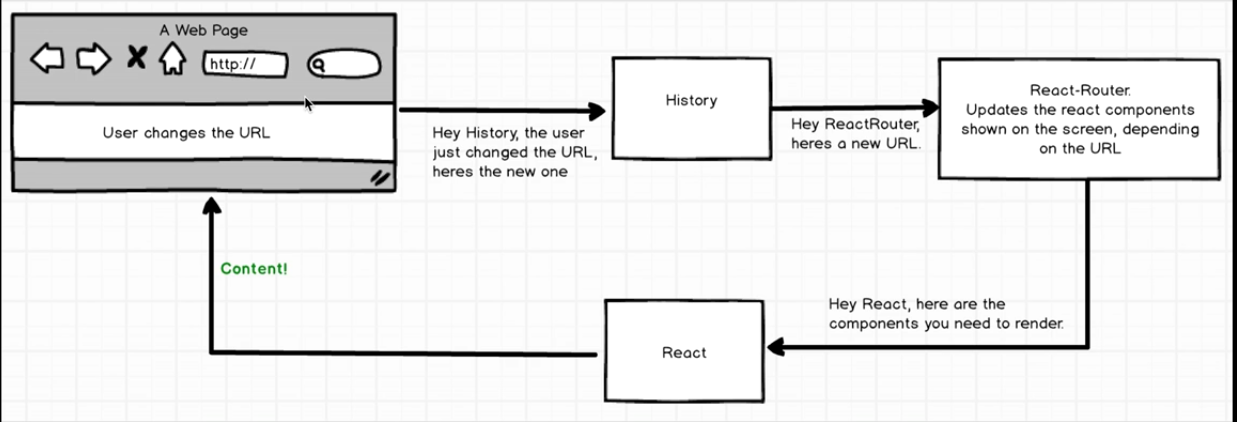 A Web Page
http://
User changes the URL
Hey History, the user
just changed the URL,
heres the new one
History
Hey ReactRouter,
heres a new URL.
React-Router.
Updates the react components
shown on the screen, depending
on the URL
Content!
Hey React, here are the
components you need to render.
React